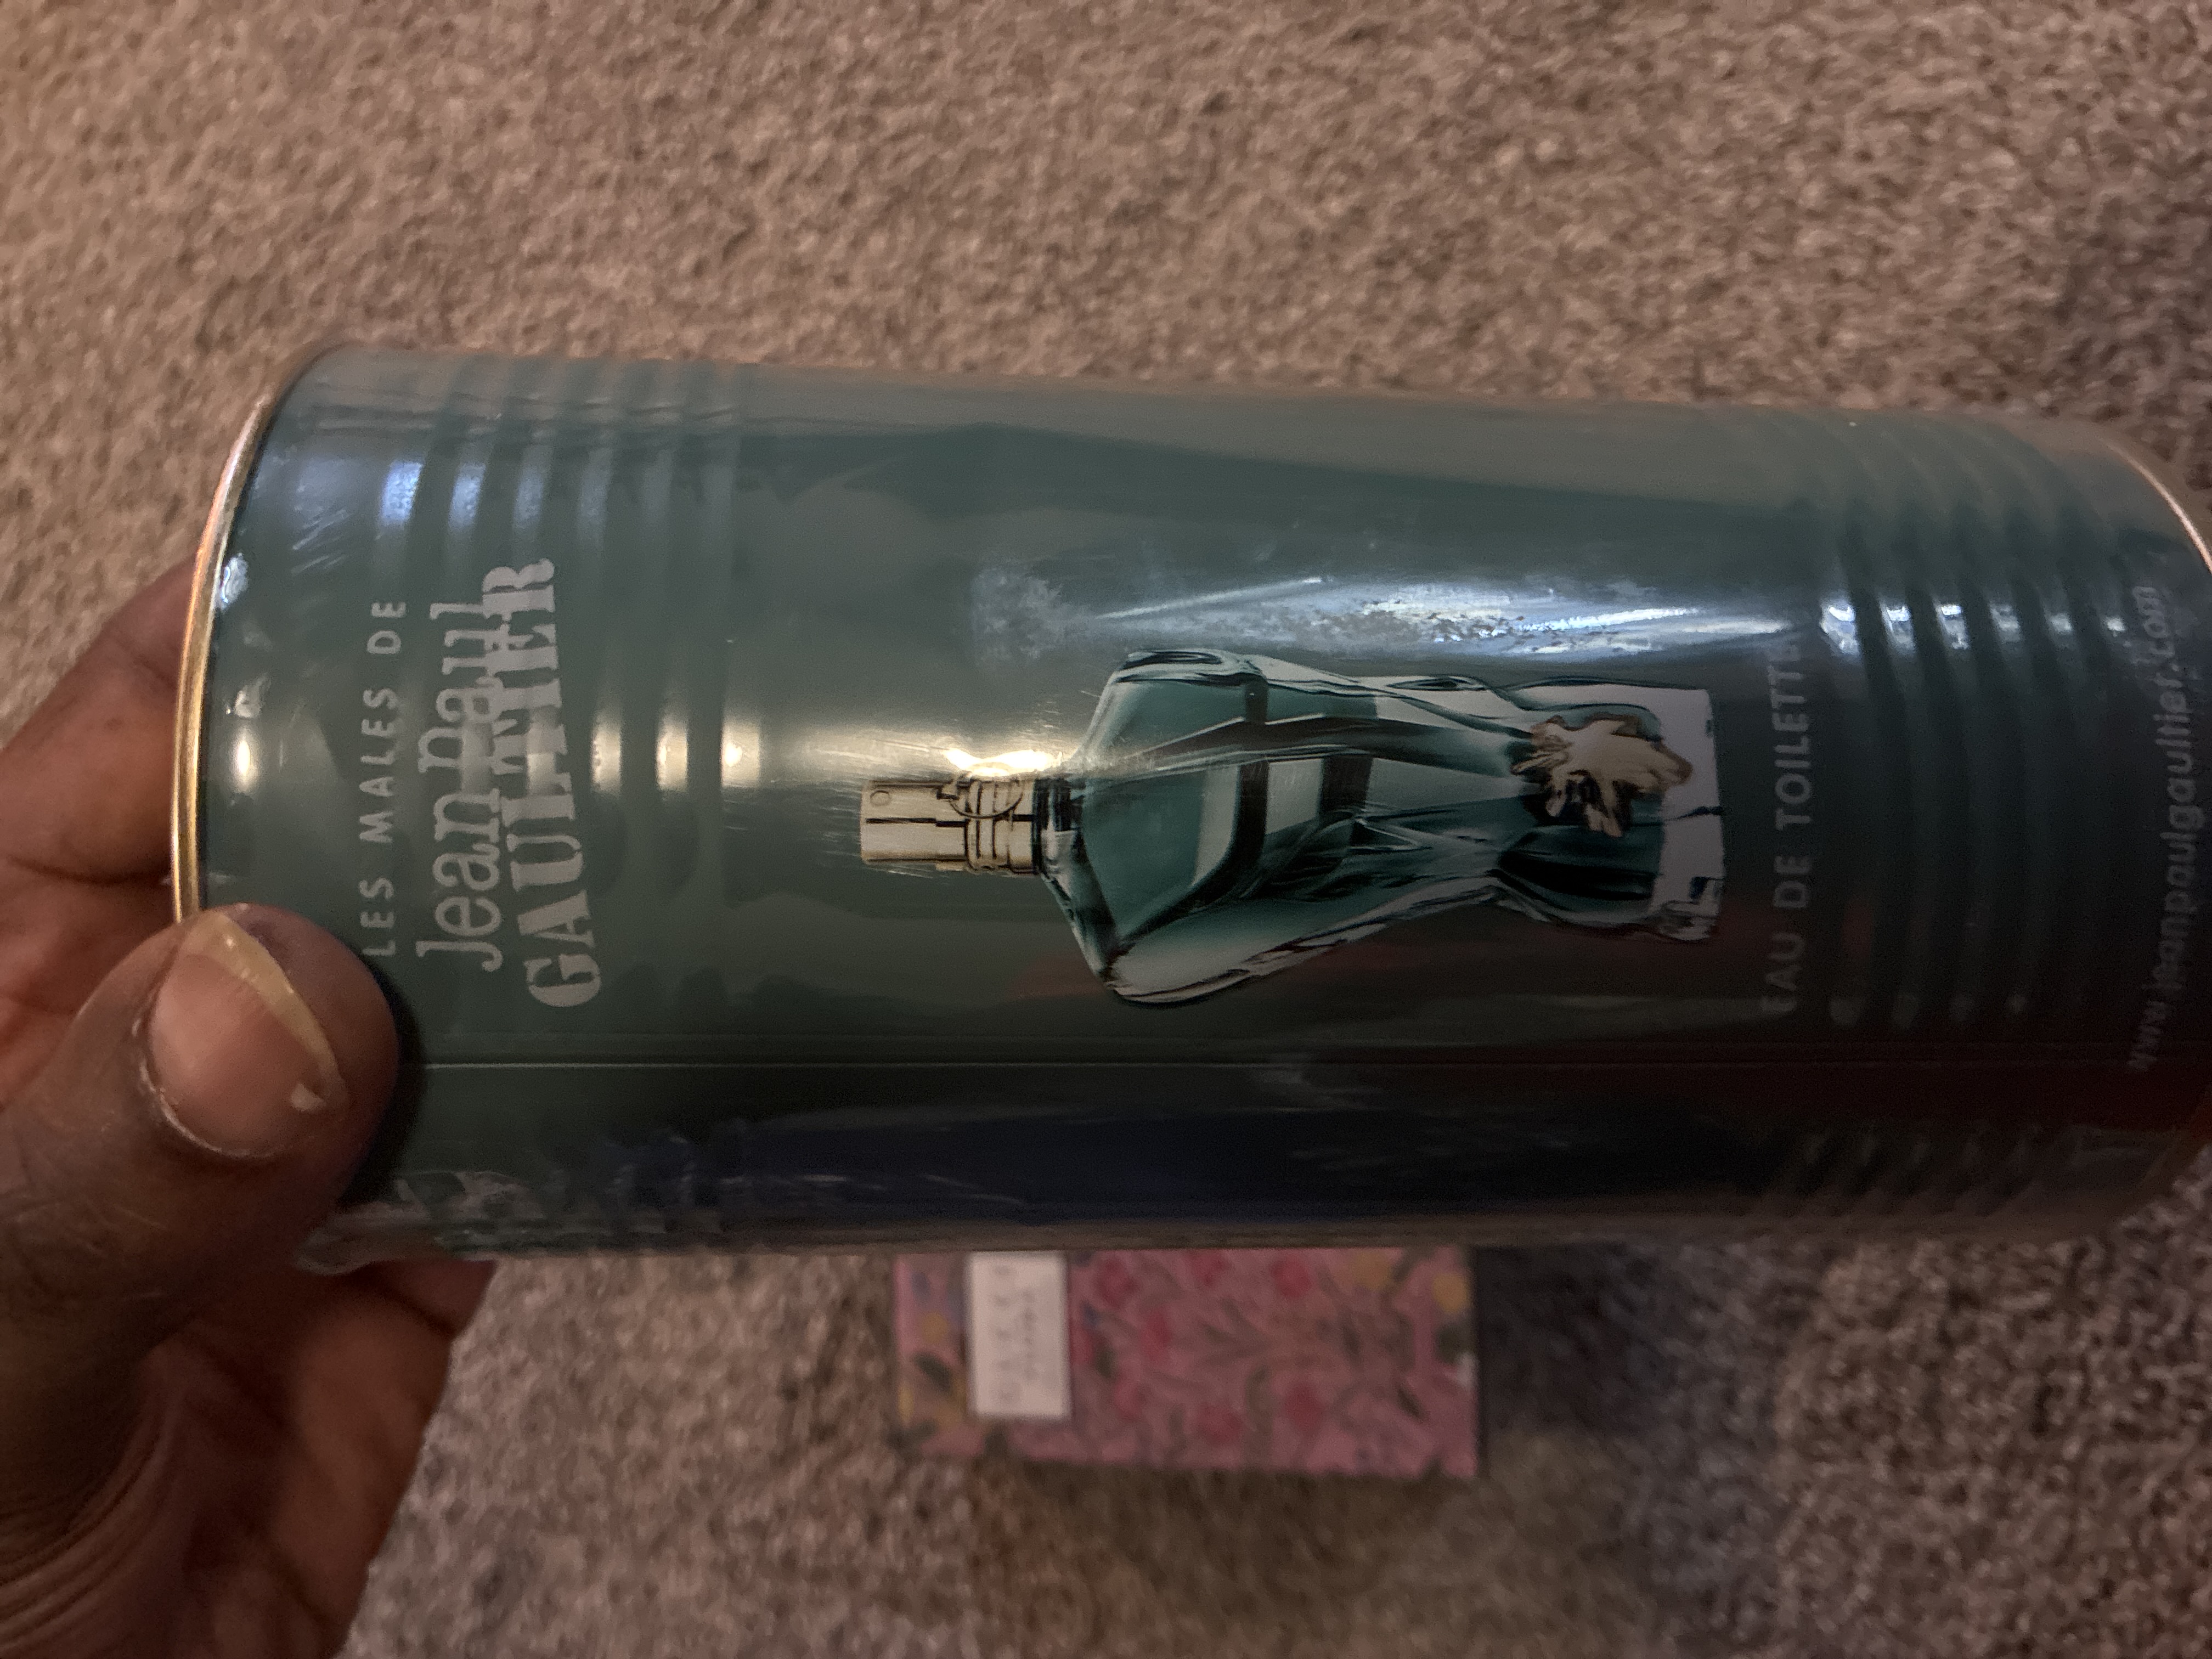 LES MALES DE
Jean Paul
GAULTIER
EAU DE TOILETTE
www.jeanpaulgaultier.com